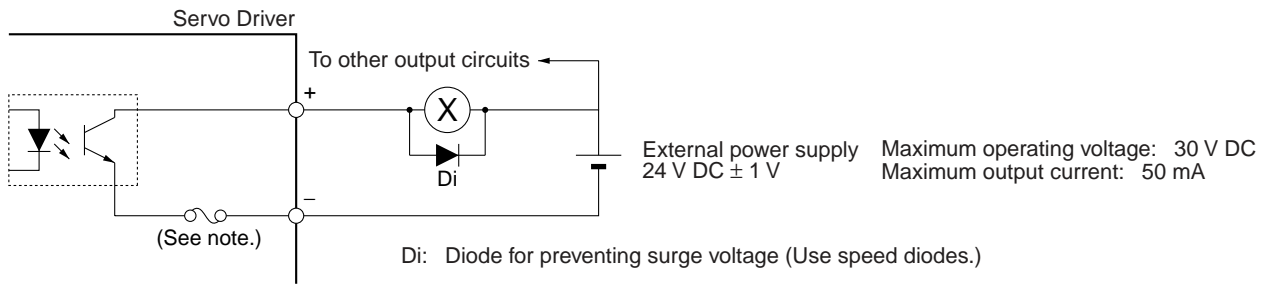 Servo Driver
To other output circuits
+
X
Di
External power supply
24 V DC ± 1 V
Maximum operating voltage: 30 V DC
Maximum output current: 50 mA
–
(See note.)
Di: Diode for preventing surge voltage (Use speed diodes.)